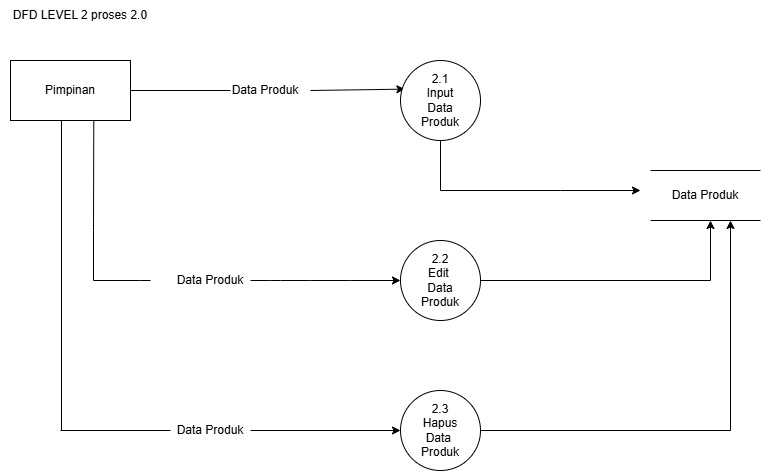 DFD LEVEL 2 proses 2.0
Pimpinan
Data Produk
2.1
Input
Data
Produk
Data Produk
Data Produk
2.2
Edit
Data
Produk
Data Produk
2.3
Hapus
Data
Produk